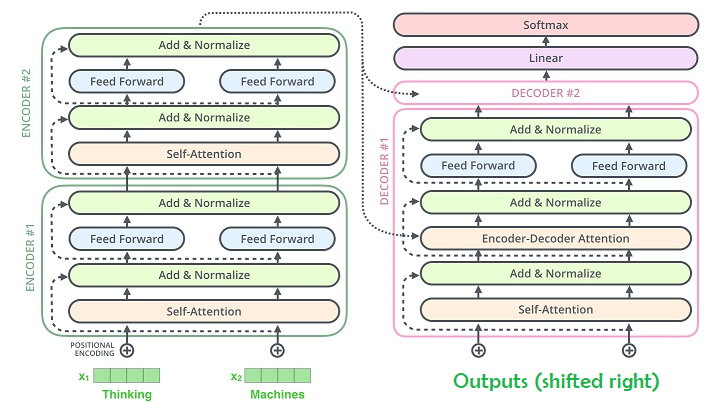 ENCODER #2
Add & Normalize
Feed Forward
Feed Forward
Add & Normalize
Self-Attention
ENCODER #1
Add & Normalize
Feed Forward
Feed Forward
Add & Normalize
Self-Attention
POSITIONAL
ENCODING
x₁
x₂
Thinking
Machines
Softmax
Linear
DECODER #2
DECODER #1
Add & Normalize
Feed Forward
Feed Forward
Add & Normalize
Encoder-Decoder Attention
Add & Normalize
Self-Attention
Outputs (shifted right)